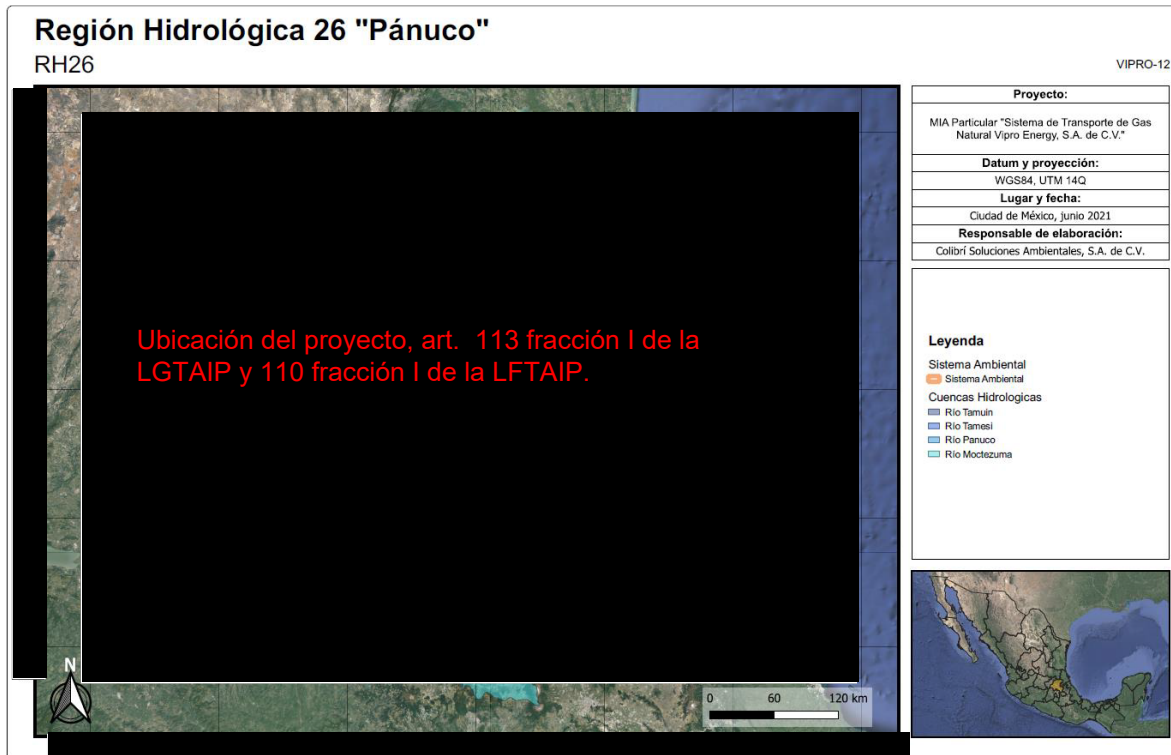 Región Hidrológica 26 "Pánuco"
RH26
VIPRO-12
Proyecto:
MIA Particular "Sistema de Transporte de Gas
Natural Vipro Energy, S.A. de C.V."
Datum y proyección:
WGS84, UTM 14Q
Lugar y fecha:
Ciudad de México, junio 2021
Responsable de elaboración:
Colibrí Soluciones Ambientales, S.A. de C.V.
Ubicación del proyecto, art. 113 fracción I de la
LGTAIP y 110 fracción I de la LFTAIP.
Leyenda
Sistema Ambiental
Sistema Ambiental
Cuencas Hidrologicas
Río Tamuin
Río Tamesi
Río Panuco
Río Moctezuma
N
0 60 120 km